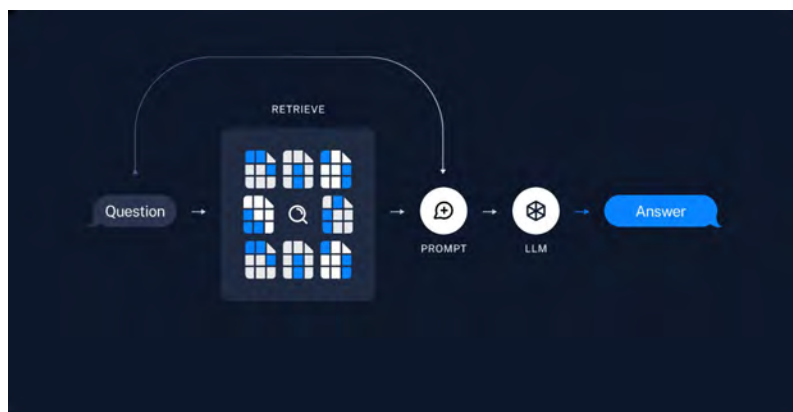 RETRIEVE
Question
Answer
PROMPT
LLM